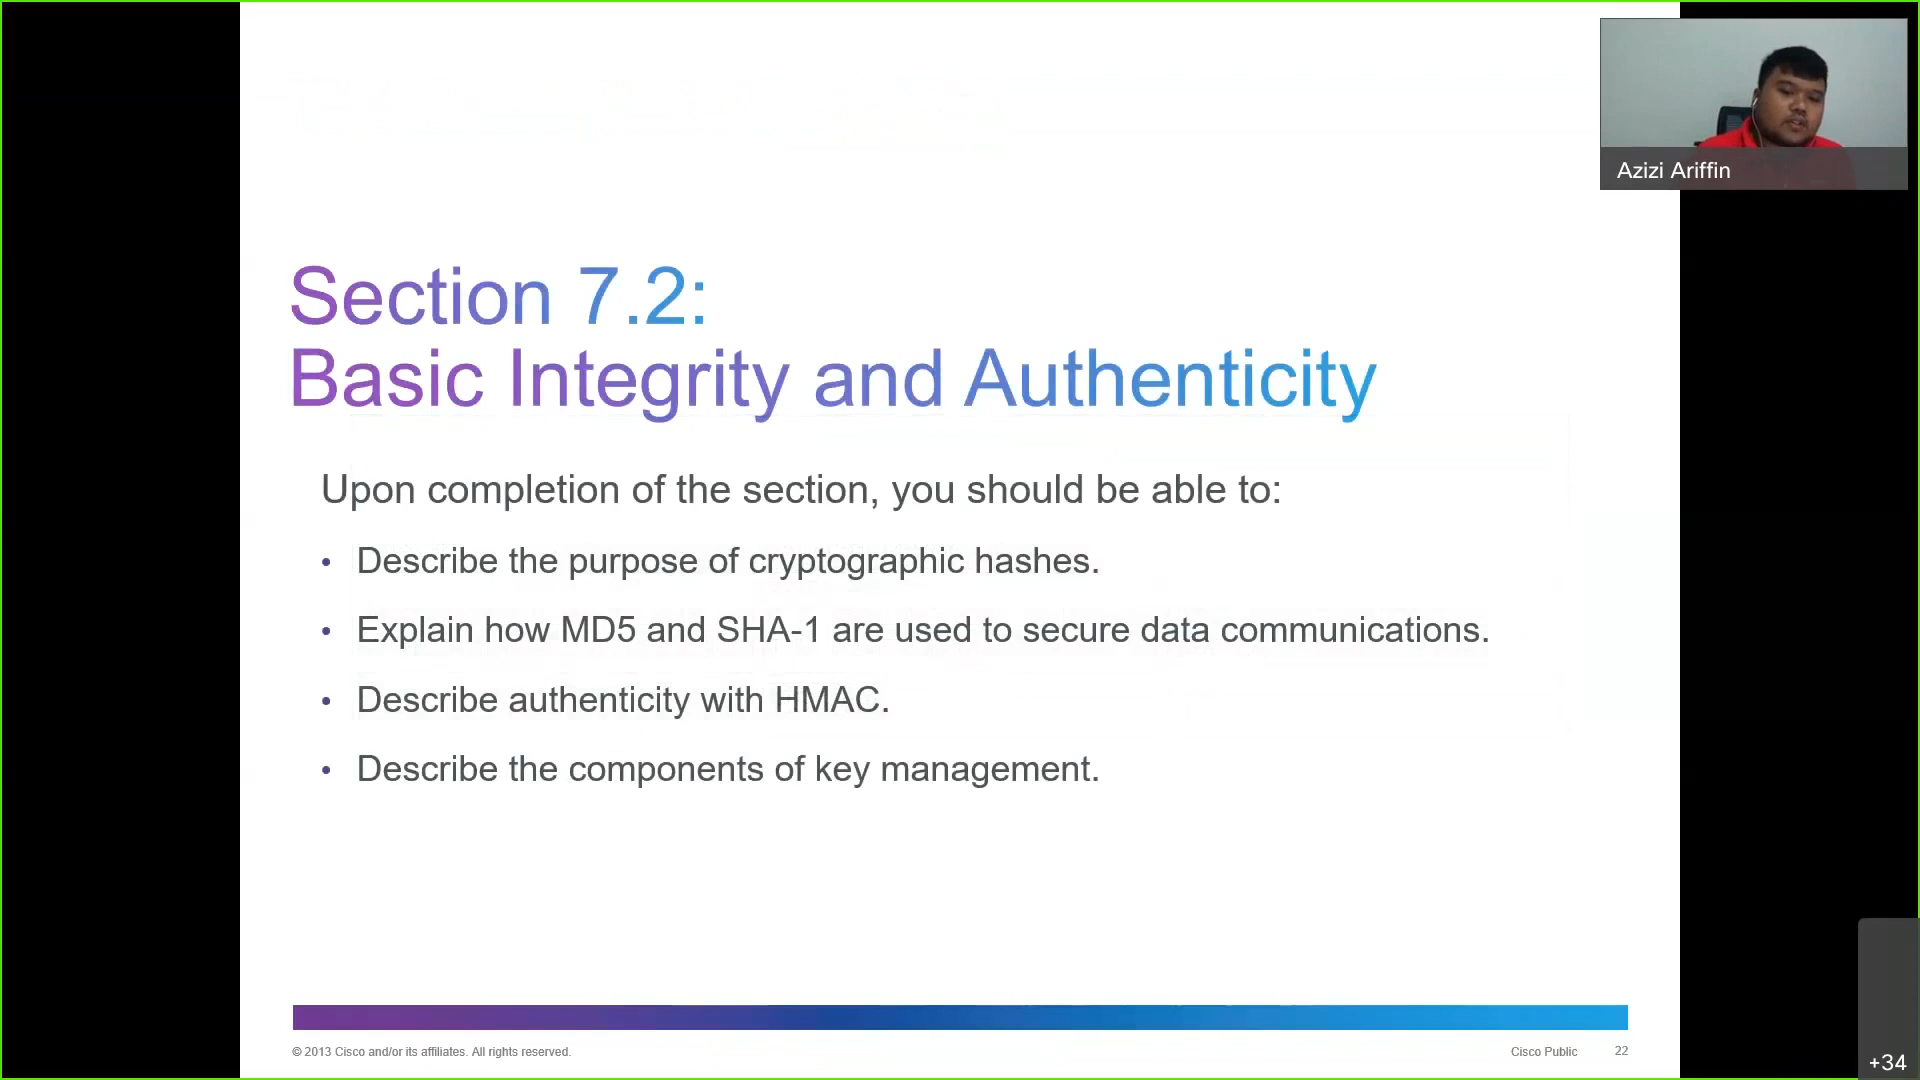 Azizi Ariffin
Section 7.2:
Basic Integrity and Authenticity
Upon completion of the section, you should be able to:
• Describe the purpose of cryptographic hashes.
• Explain how MD5 and SHA-1 are used to secure data communications.
• Describe authenticity with HMAC.
• Describe the components of key management.
© 2013 Cisco and/or its affiliates. All rights reserved.
Cisco Public
22
+34